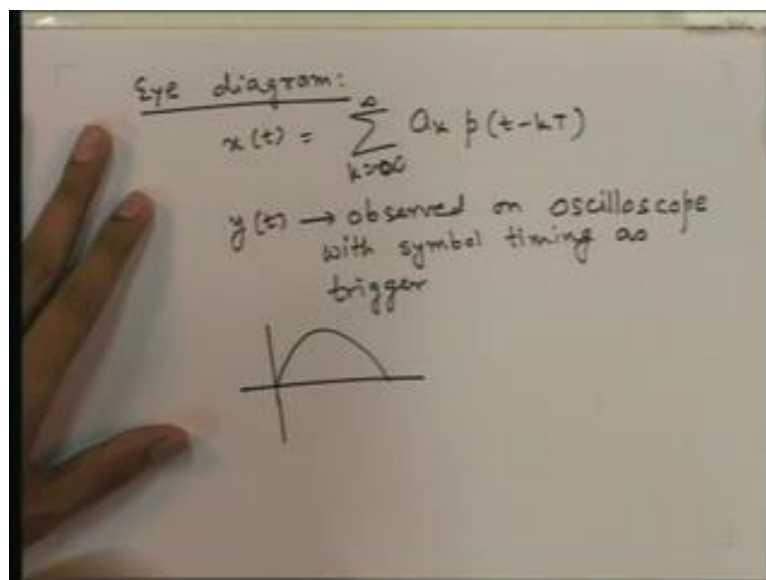 Eye diagram:
x(t) = ∑_{k=-∞}^{∞} a_k p(t-kT)
y(t) → observed on oscilloscope
with symbol timing as
trigger